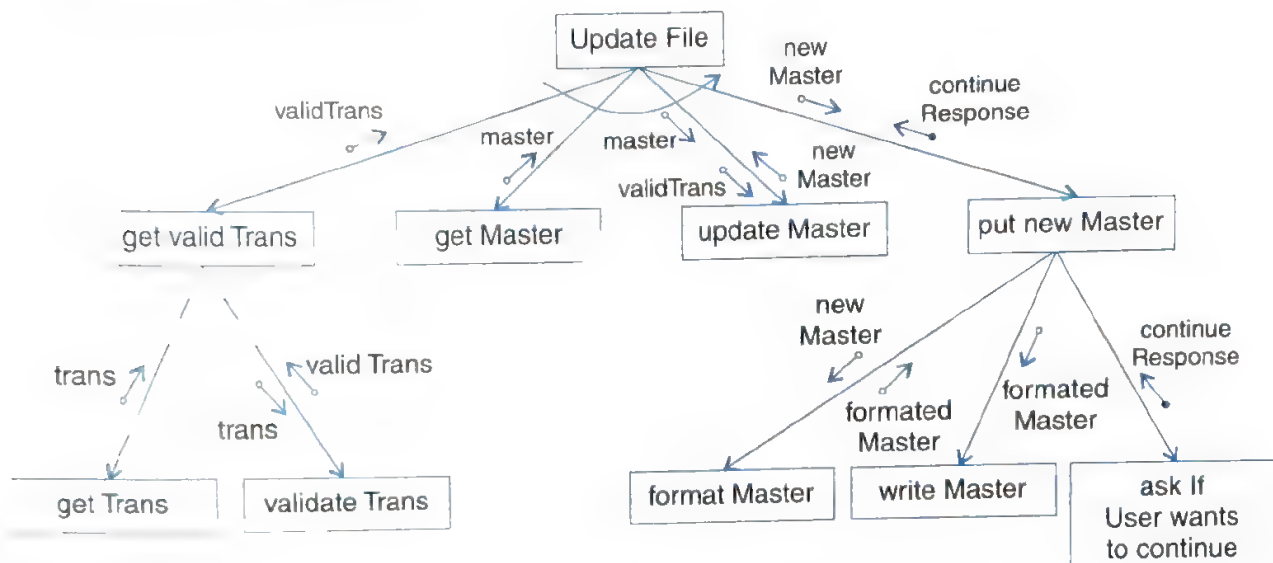 Update File
new
Master
continue
Response
validTrans
master
master
new
Master
validTrans
get valid Trans
get Master
update Master
put new Master
new
Master
continue
Response
trans
valid Trans
trans
formated
Master
formated
Master
get Trans
validate Trans
format Master
write Master
ask If
User wants
to continue